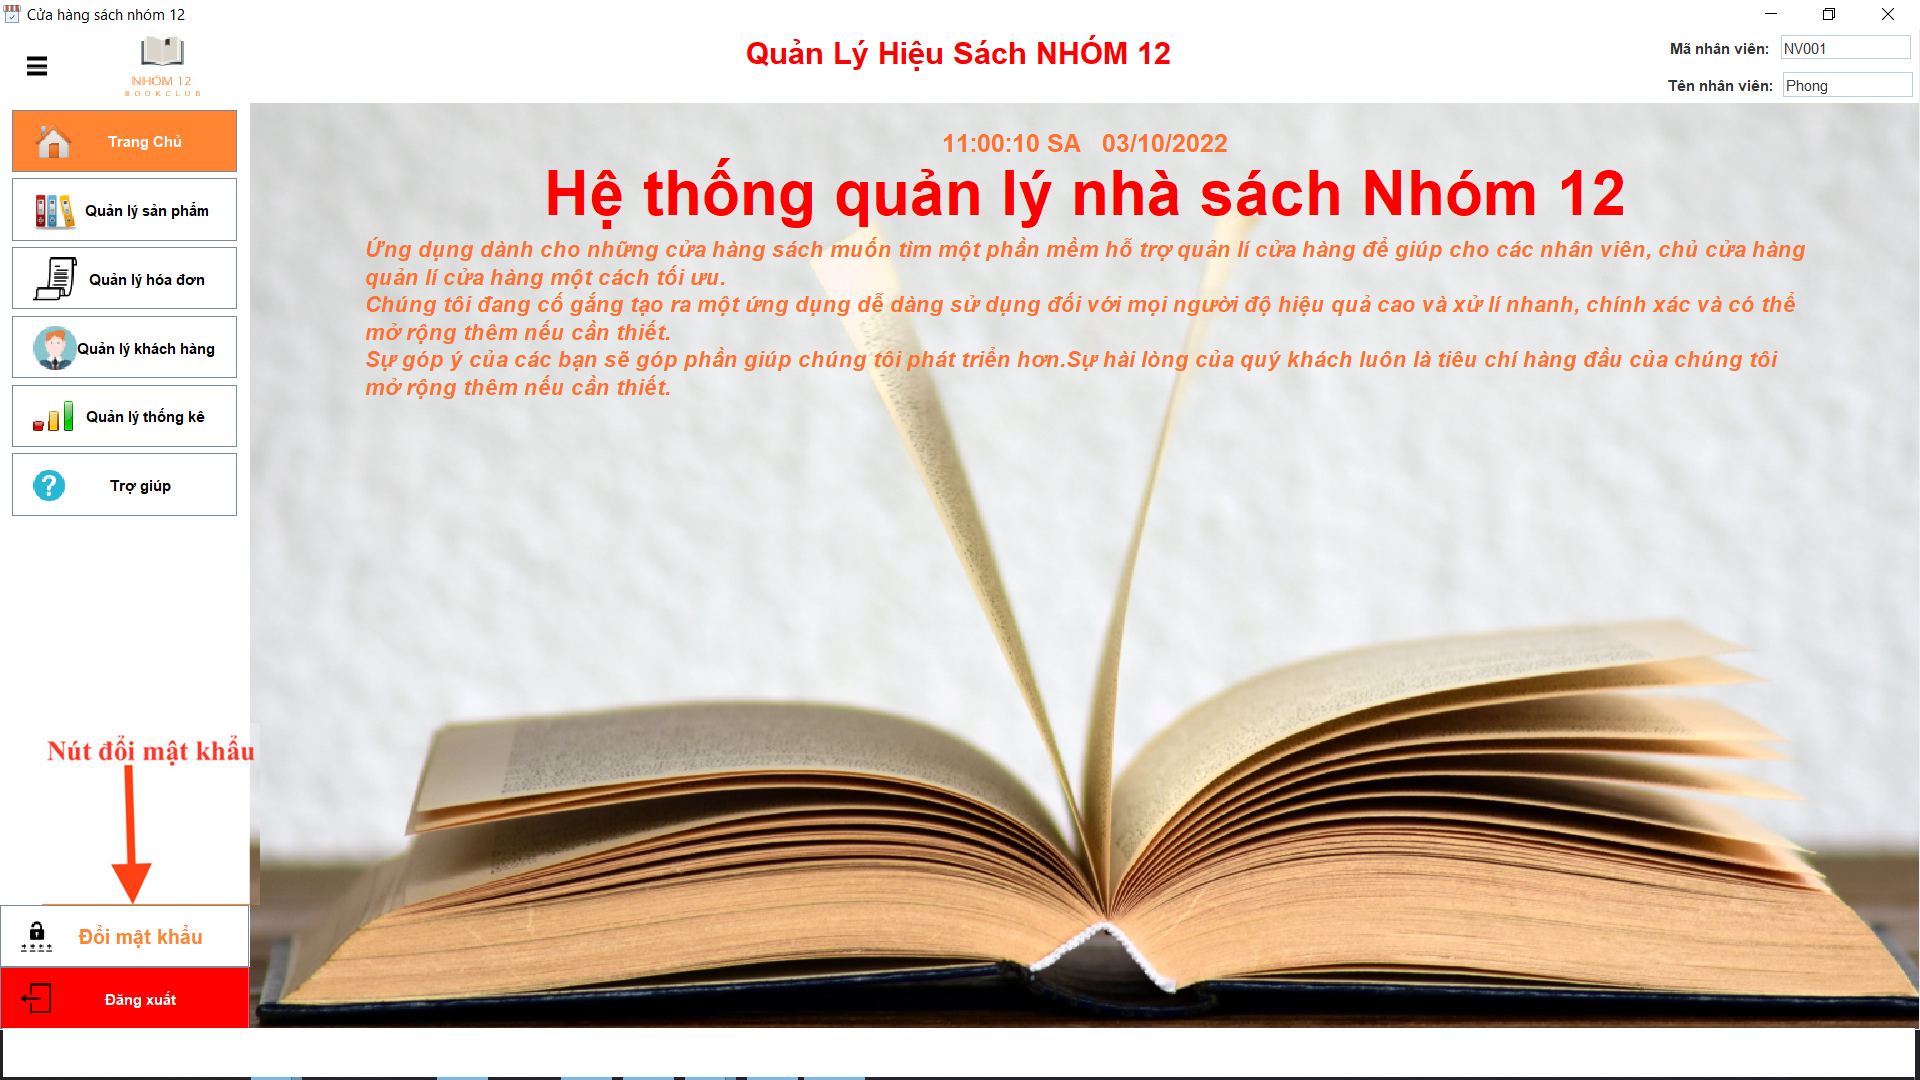 Cửa hàng sách nhóm 12
NHÓM 12
BOOKCLUB
Quản Lý Hiệu Sách NHÓM 12
Mã nhân viên: NV001
Tên nhân viên: Phong
Trang Chủ
Quản lý sản phẩm
Quản lý hóa đơn
Quản lý khách hàng
Quản lý thống kê
Trợ giúp
11:00:10 SA 03/10/2022
Hệ thống quản lý nhà sách Nhóm 12
Ứng dụng dành cho những cửa hàng sách muốn tìm một phần mềm hỗ trợ quản lí cửa hàng để giúp cho các nhân viên, chủ cửa hàng
quản lí cửa hàng một cách tối ưu.
Chúng tôi đang cố gắng tạo ra một ứng dụng dễ dàng sử dụng đối với mọi người độ hiệu quả cao và xử lí nhanh, chính xác và có thể
mở rộng thêm nếu cần thiết.
Sự góp ý của các bạn sẽ góp phần giúp chúng tôi phát triển hơn.Sự hài lòng của quý khách luôn là tiêu chí hàng đầu của chúng tôi
mở rộng thêm nếu cần thiết.
Nút đổi mật khẩu
Đổi mật khẩu
Đăng xuất